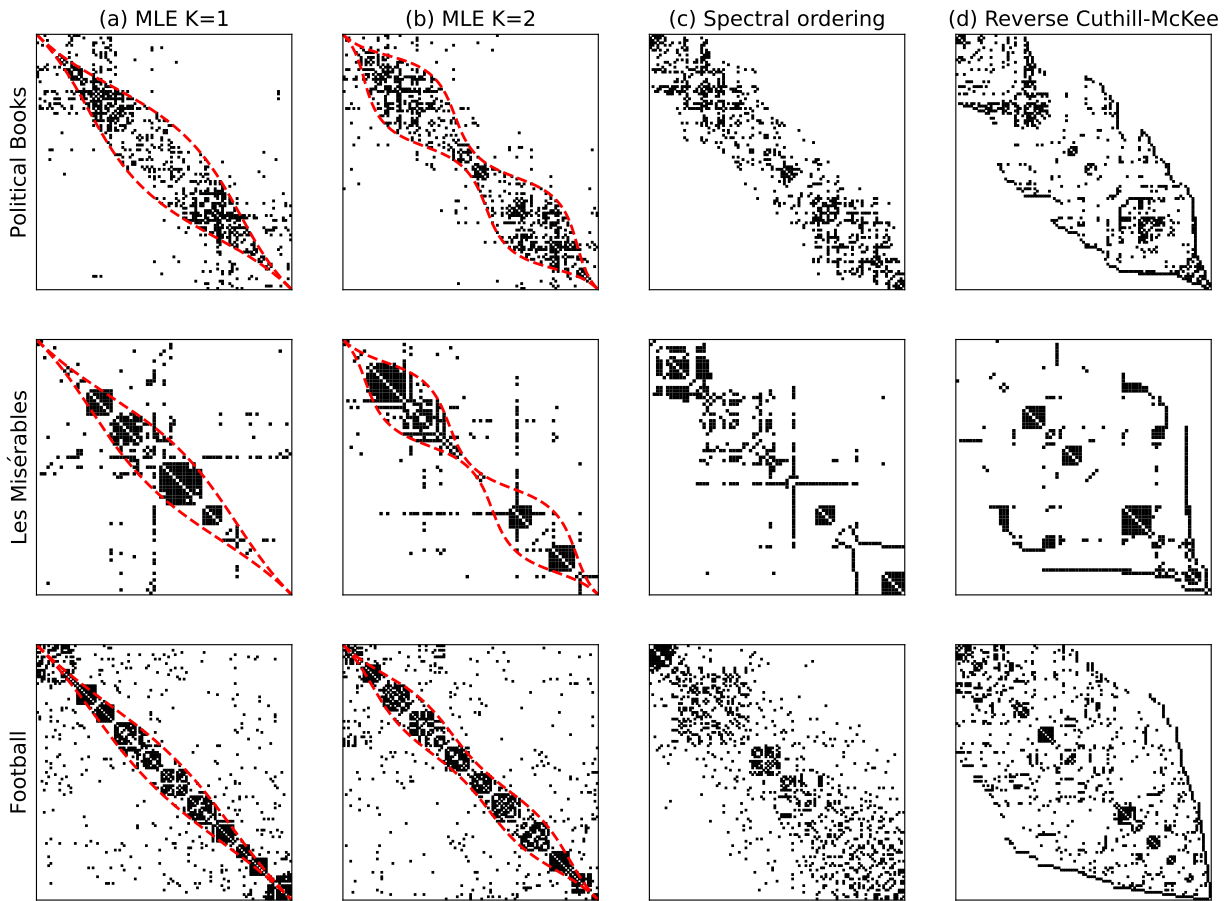 (a) MLE K=1
(b) MLE K=2
(c) Spectral ordering
(d) Reverse Cuthill-McKee
Political Books
Les Misérables
Football